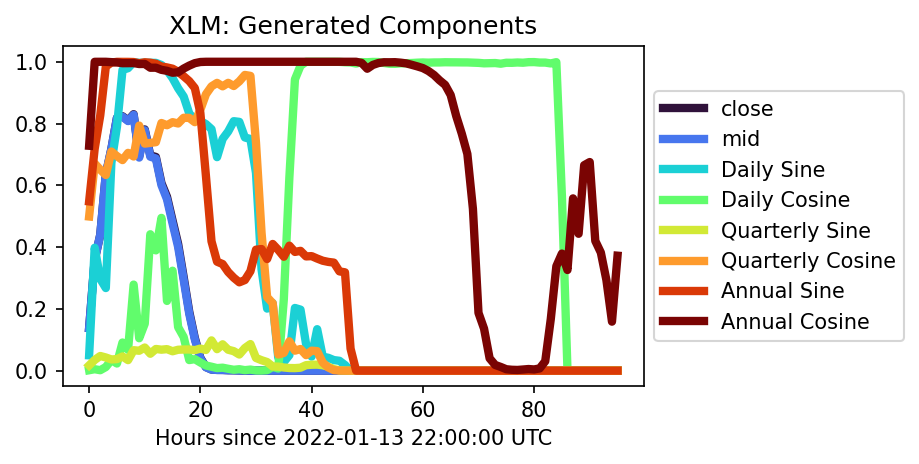 XLM: Generated Components
1.0
0.8
0.6
0.4
0.2
0.0
0
20
40
60
80
Hours since 2022-01-13 22:00:00 UTC
close
mid
Daily Sine
Daily Cosine
Quarterly Sine
Quarterly Cosine
Annual Sine
Annual Cosine